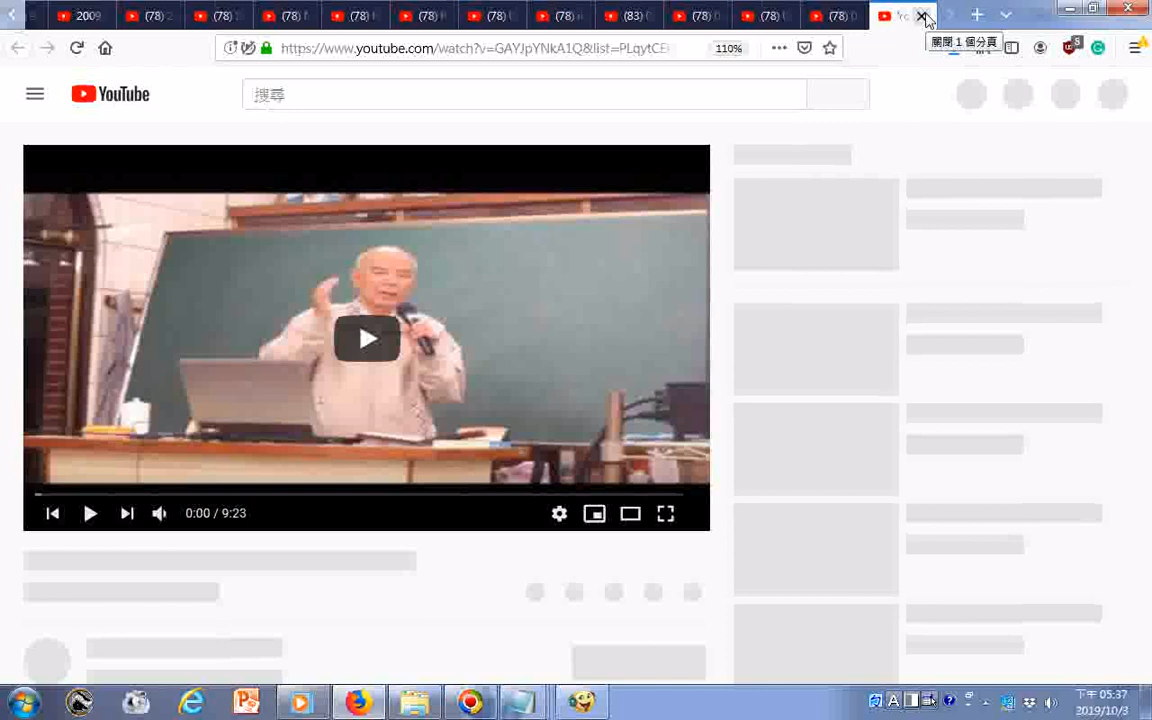 2009
(78) 2
(78)
(78)
(78)
(78)
(78)
(78)
(83)
(78)
(78)
(78)
關閉 1 個分頁
https://www.youtube.com/watch?v=GAYJpYNkA1Q&list=PLqytCE
110%
5
YouTube
搜尋
0:00 / 9:23
A
下午 05:37
2019/10/3